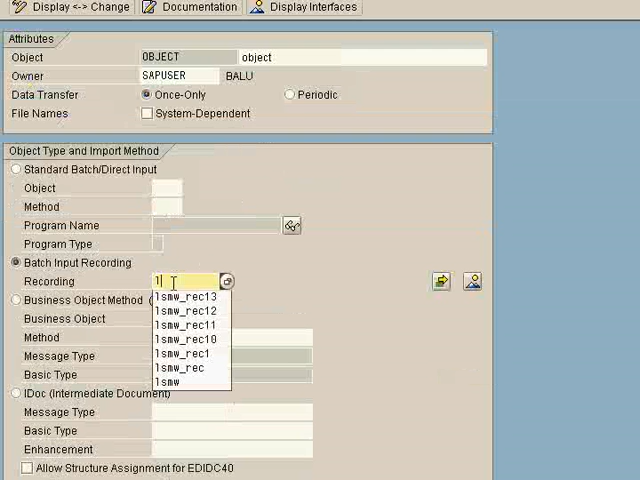 Display <-> Change Documentation Display Interfaces
Attributes
Object OBJECT object
Owner SAPUSER BALU
Data Transfer Once-Only Periodic
File Names System-Dependent
Object Type and Import Method
Standard Batch/Direct Input
Object
Method
Program Name
Program Type
Batch Input Recording
Recording l
lsmw_rec13
Business Object Method (
lsmw_rec12
Business Object
lsmw_rec11
Method
lsmw_rec10
Message Type
lsmw_rec1
Basic Type
lsmw_rec
lsmw
IDoc (Intermediate Document)
Message Type
Basic Type
Enhancement
Allow Structure Assignment for EDIDC40